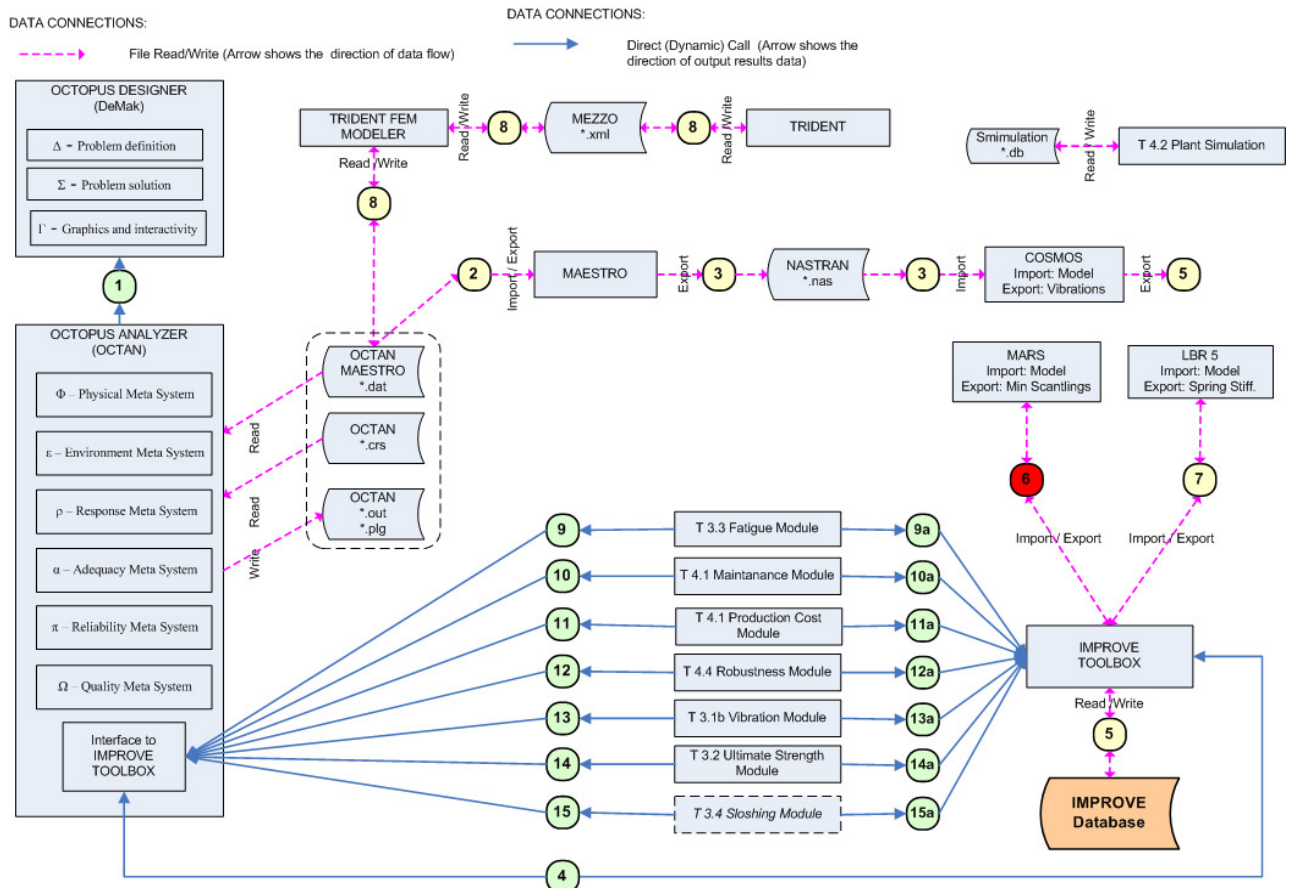 DATA CONNECTIONS:
File Read/Write (Arrow shows the direction of data flow)
DATA CONNECTIONS:
Direct (Dynamic) Call (Arrow shows the
direction of output results data)
OCTOPUS DESIGNER
(DeMak)
Δ = Problem definition
Σ = Problem solution
Γ = Graphics and interactivity
1
OCTOPUS ANALYZER
(OCTAN)
Φ – Physical Meta System
ε – Environment Meta System
ρ – Response Meta System
α – Adequacy Meta System
π – Reliability Meta System
Ω – Quality Meta System
Interface to
IMPROVE
TOOLBOX
TRIDENT FEM
MODELER
Read/Write
8
MEZZO
*.xml
8
Read/Write
TRIDENT
Read /Write
8
Smimulation
*.db
Read / Write
T 4.2 Plant Simulation
2
Import / Export
MAESTRO
Export
3
NASTRAN
*.nas
3
Import
COSMOS
Import: Model
Export: Vibrations
Export
5
OCTAN
MAESTRO
*.dat
Read
OCTAN
*.crs
Read
OCTAN
*.out
*.plg
Write
MARS
Import: Model
Export: Min Scantlings
LBR 5
Import: Model
Export: Spring Stiff.
6
7
Import / Export
Import / Export
9
T 3.3 Fatigue Module
9a
10
T 4.1 Maintanance Module
10a
11
T 4.1 Production Cost
Module
11a
12
T 4.4 Robustness Module
12a
13
T 3.1b Vibration Module
13a
14
T 3.2 Ultimate Strength
Module
14a
15
T 3.4 Sloshing Module
15a
IMPROVE
TOOLBOX
Read /Write
5
IMPROVE
Database
4